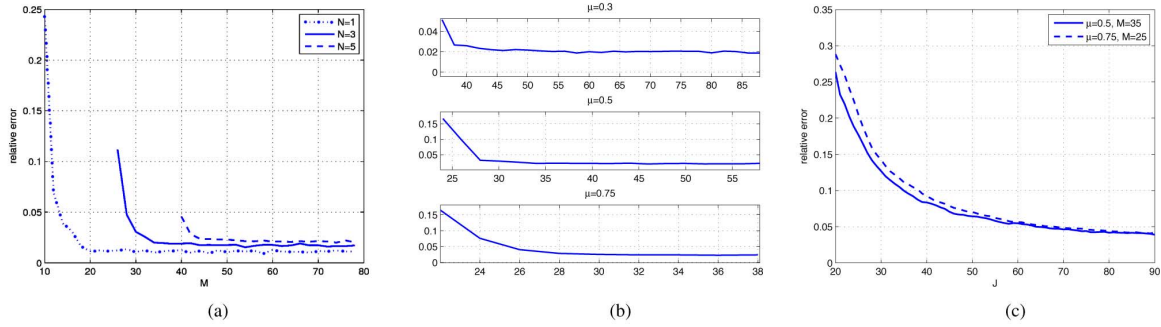 0.25
0.2
0.15
0.1
0.05
0
10 20 30 40 50 60 70 80
relative error
M
N=1
N=3
N=5
(a)
μ=0.3
0.04
0.02
0
40 45 50 55 60 65 70 75 80 85
μ=0.5
0.15
0.1
0.05
25 30 35 40 45 50 55
μ=0.75
0.15
0.1
0.05
0
24 26 28 30 32 34 36 38
(b)
0.35
0.3
0.25
0.2
0.15
0.1
0.05
0
20 30 40 50 60 70 80 90
relative error
J
μ=0.5, M=35
μ=0.75, M=25
(c)